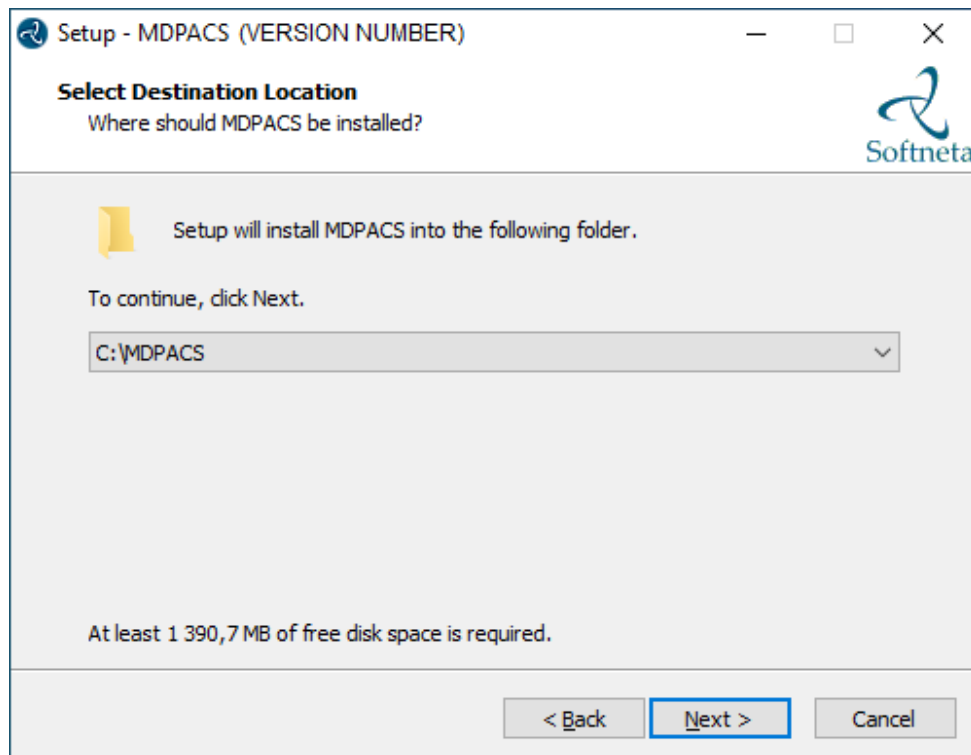 Setup - MDPACS (VERSION NUMBER)
Select Destination Location
Where should MDPACS be installed?
Softneta
Setup will install MDPACS into the following folder.
To continue, click Next.
C:\MDPACS
At least 1 390,7 MB of free disk space is required.
< Back
Next >
Cancel